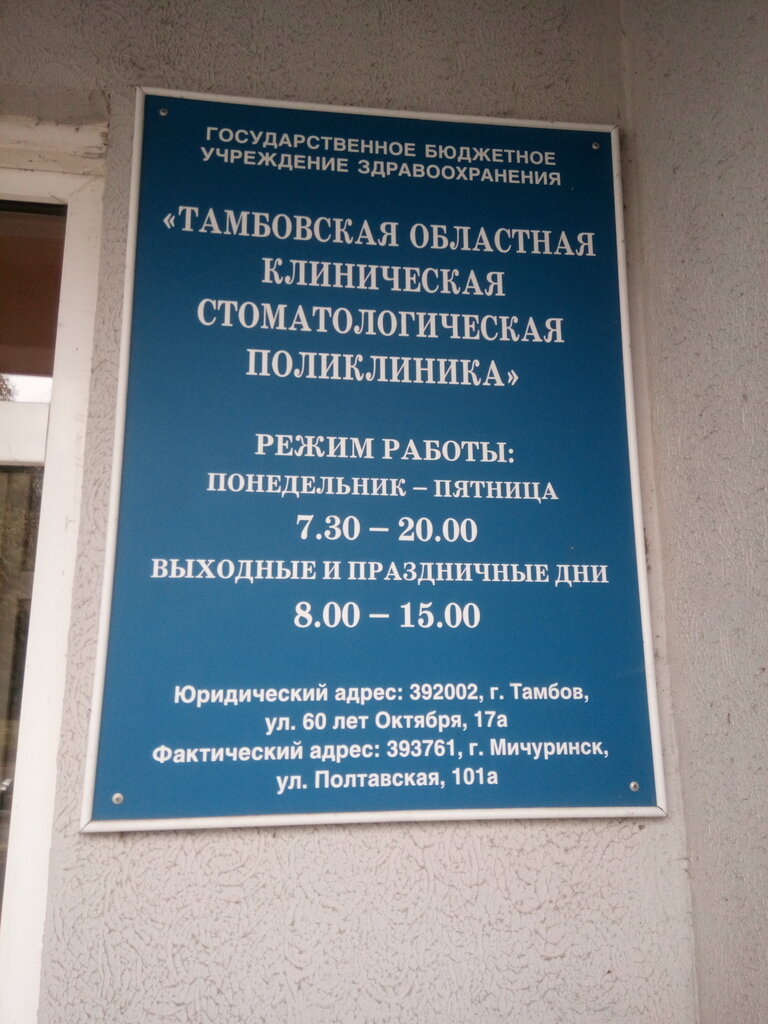 ГОСУДАРСТВЕННОЕ БЮДЖЕТНОЕ
УЧРЕЖДЕНИЕ ЗДРАВООХРАНЕНИЯ
«ТАМБОВСКАЯ ОБЛАСТНАЯ
КЛИНИЧЕСКАЯ
СТОМАТОЛОГИЧЕСКАЯ
ПОЛИКЛИНИКА»
РЕЖИМ РАБОТЫ:
ПОНЕДЕЛЬНИК – ПЯТНИЦА
7.30 – 20.00
ВЫХОДНЫЕ И ПРАЗДНИЧНЫЕ ДНИ
8.00 – 15.00
Юридический адрес: 392002, г. Тамбов,
ул. 60 лет Октября, 17а
Фактический адрес: 393761, г. Мичуринск,
ул. Полтавская, 101а